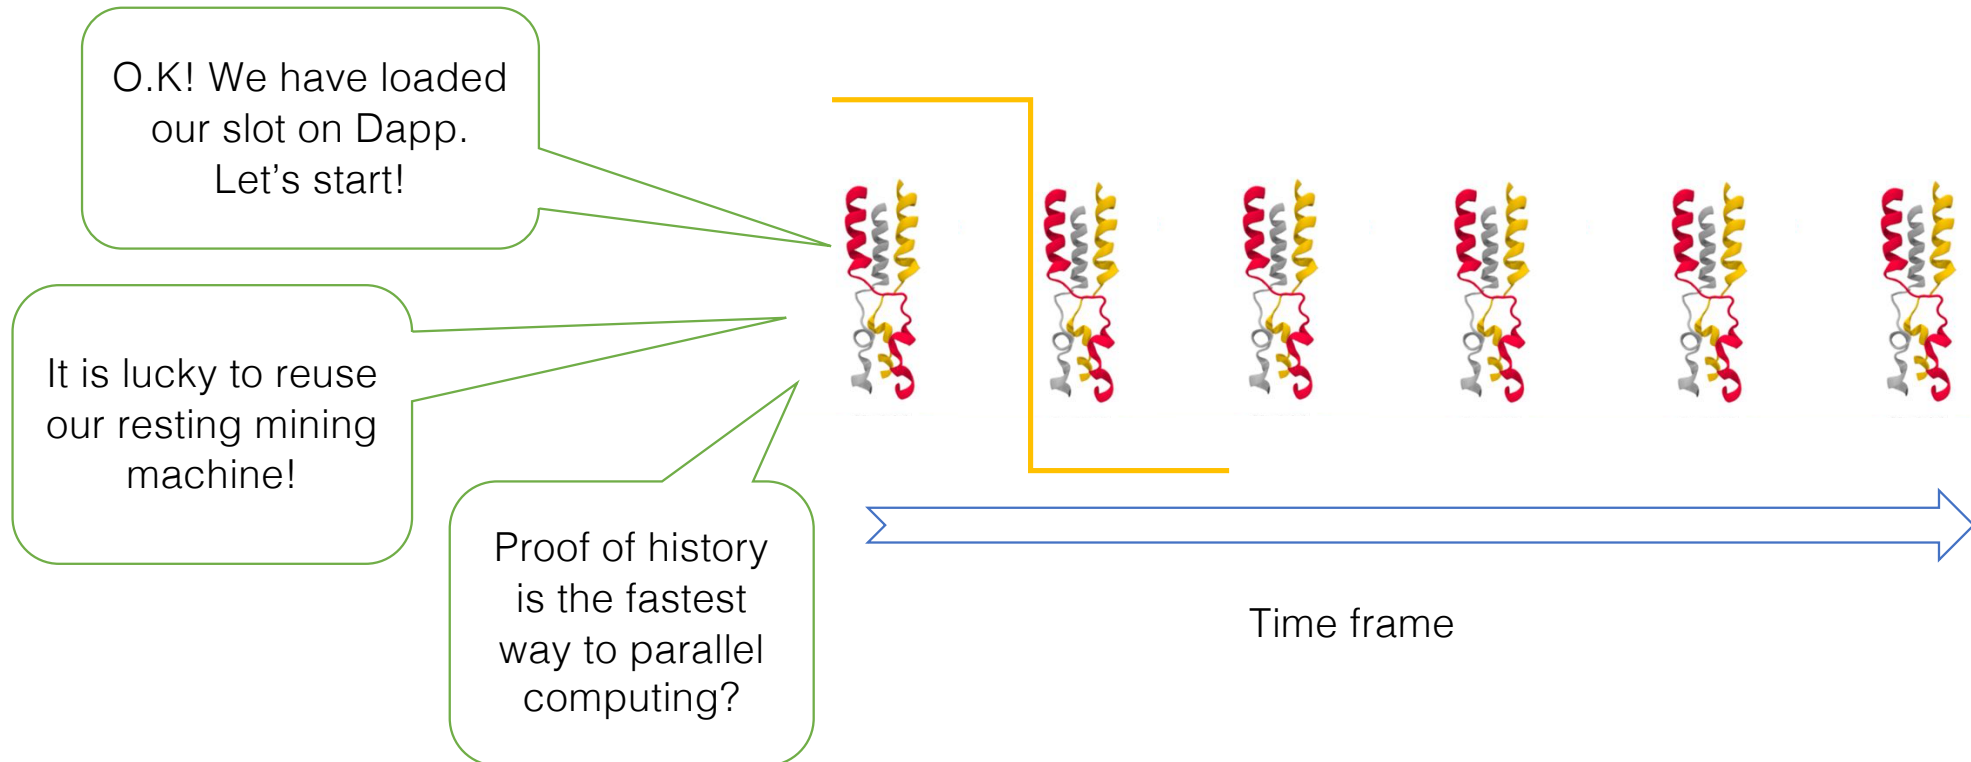 O.K! We have loaded
our slot on Dapp.
Let’s start!
It is lucky to reuse
our resting mining
machine!
Proof of history
is the fastest
way to parallel
computing?
Time frame